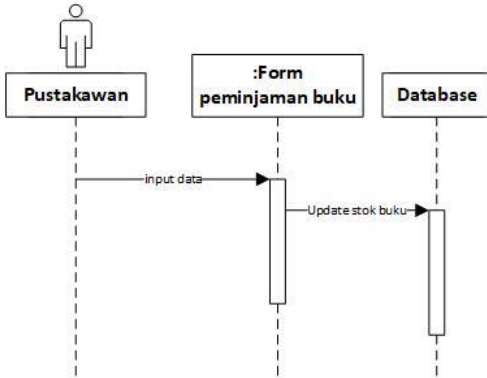 Pustakawan
:Form
peminjaman buku
Database
input data
Update stok buku